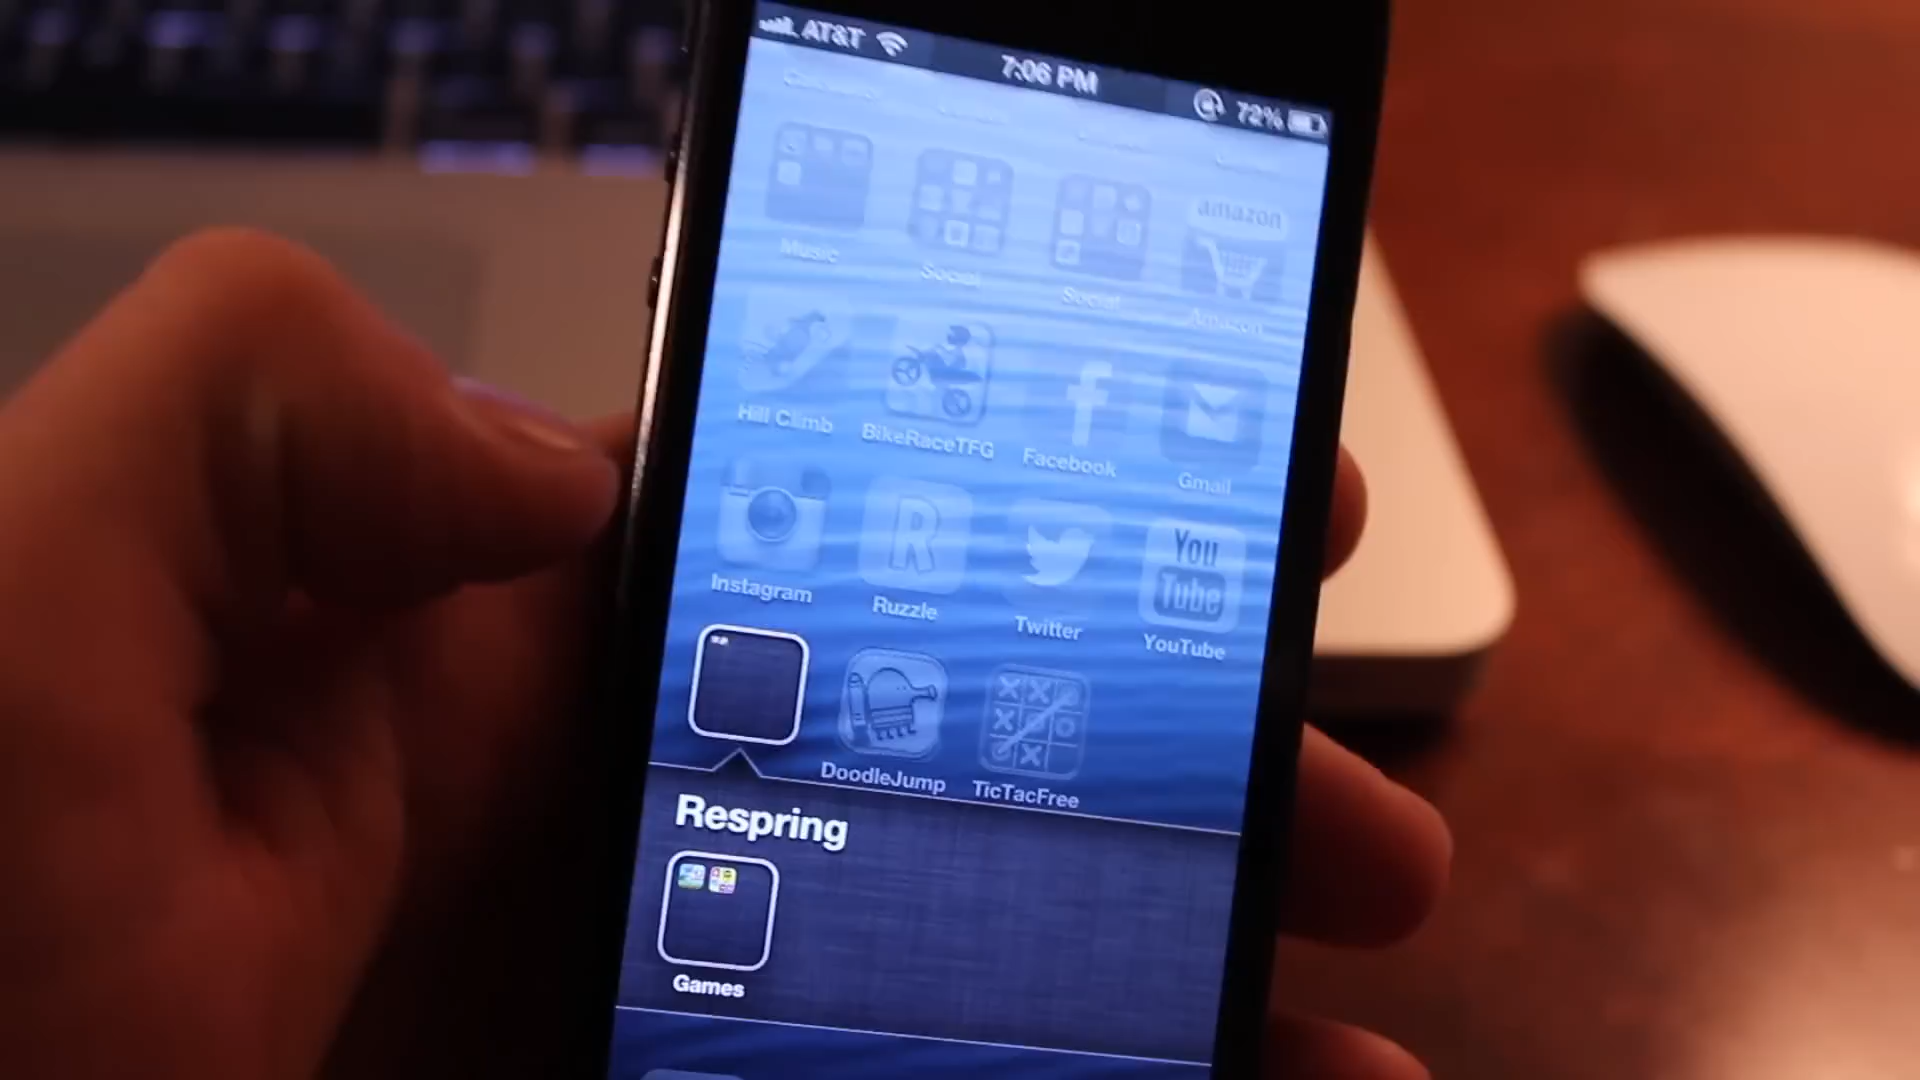 AT&T 7:06 PM 72%
amazon
Music Social Social Amazon
Hill Climb BikeRaceTFG Facebook Gmail
f
R
You
Tube
Instagram Ruzzle Twitter YouTube
DoodleJump TicTacFree
Respring
Games